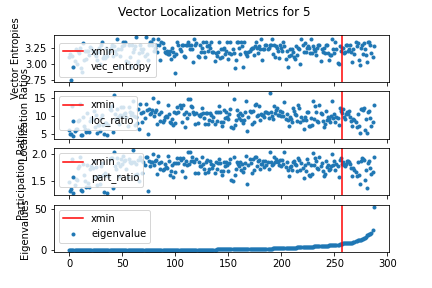 Vector Localization Metrics for 5
Vector Entropies
3.25
3.00
2.75
xmin
vec_entropy
Localization Ratios
15
10
5
xmin
loc_ratio
Participation Ratios
2.0
1.5
xmin
part_ratio
Eigenvalues
50
0
xmin
eigenvalue
0
50
100
150
200
250
300